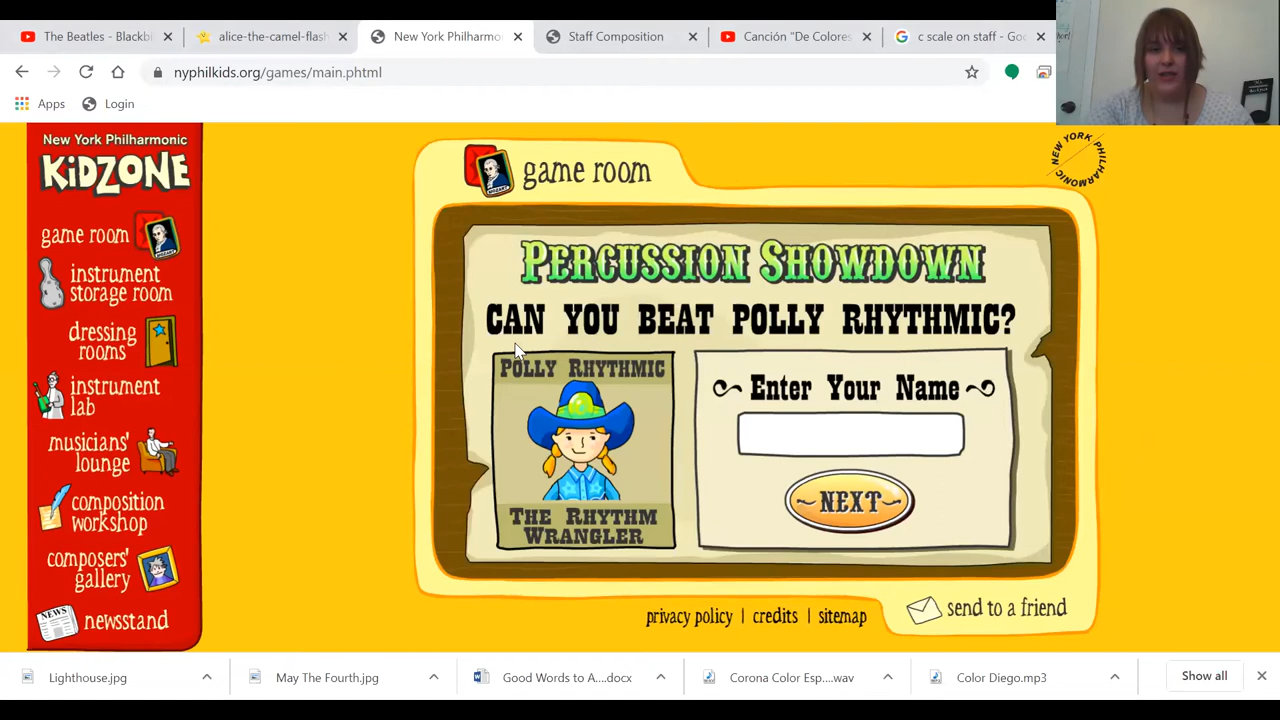 The Beatles - Blackbi
alice-the-camel-flash
New York Philharmo
Staff Composition
Canción "De Colores
c scale on staff - Goo
nyphilkids.org/games/main.phtml
Apps
Login
New York Philharmonic
KIDZONE
game room
instrument
storage room
dressing
rooms
instrument
lab
musicians'
lounge
composition
workshop
composers'
gallery
NEWS
newsstand
MOZART
game room
NEW YORK PHILHARMONIC
PERCUSSION SHOWDOWN
CAN YOU BEAT POLLY RHYTHMIC?
POLLY RHYTHMIC
THE RHYTHM
WRANGLER
Enter Your Name
NEXT
privacy policy | credits | sitemap
send to a friend
Lighthouse.jpg
May The Fourth.jpg
Good Words to A....docx
Corona Color Esp....wav
Color Diego.mp3
Show all